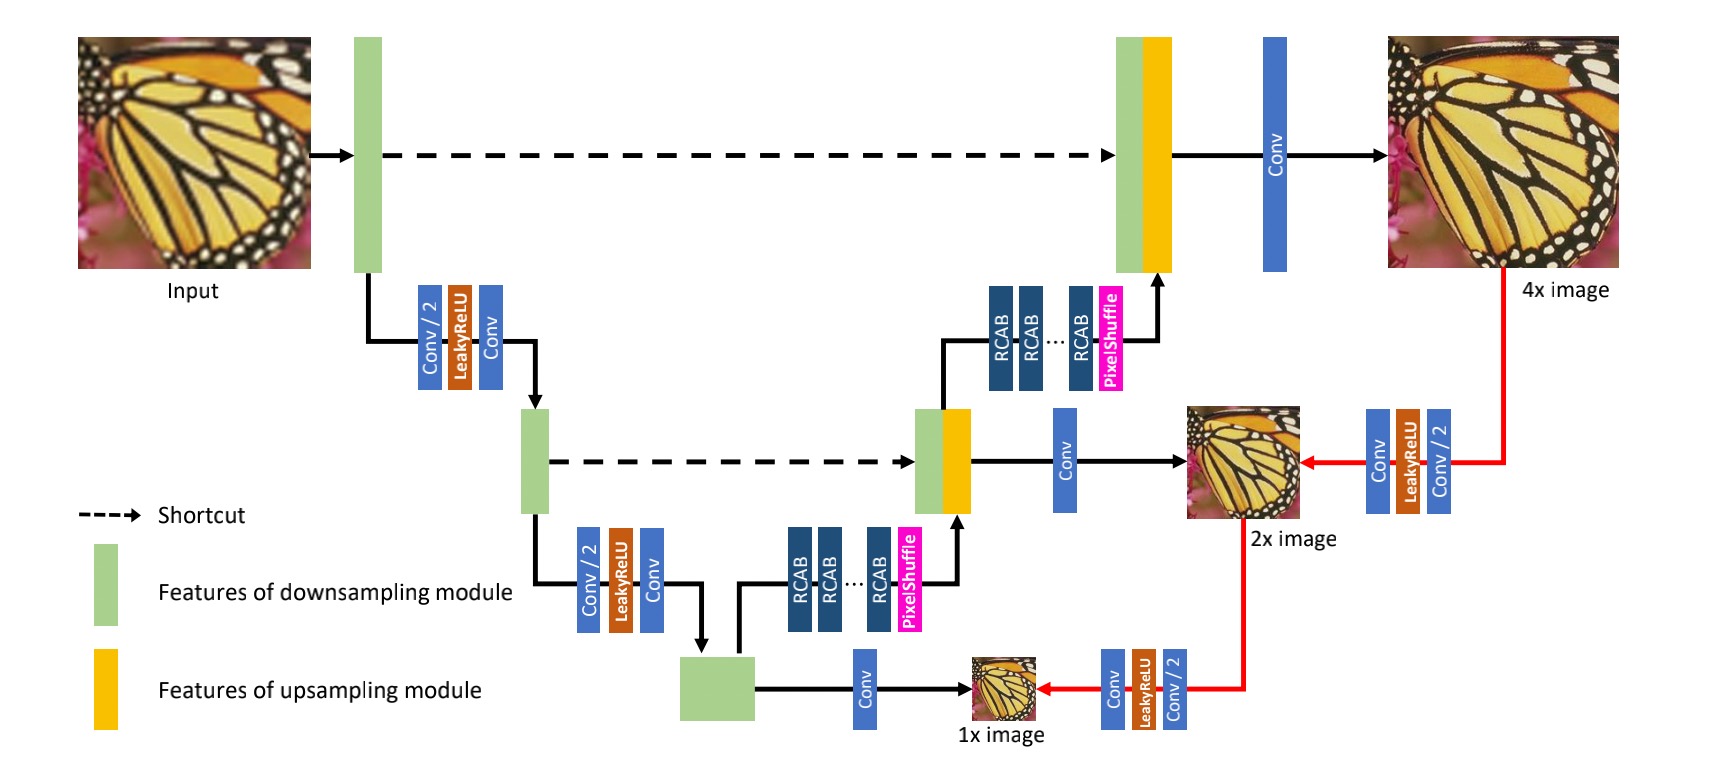 Conv
Input
4x image
Conv / 2
LeakyReLU
Conv
RCAB
RCAB
...
RCAB
PixelShuffle
Conv
Conv
LeakyReLU
Conv / 2
Shortcut
2x image
Conv / 2
LeakyReLU
Conv
RCAB
RCAB
...
RCAB
PixelShuffle
Features of downsampling module
Features of upsampling module
Conv
Conv
LeakyReLU
Conv / 2
1x image